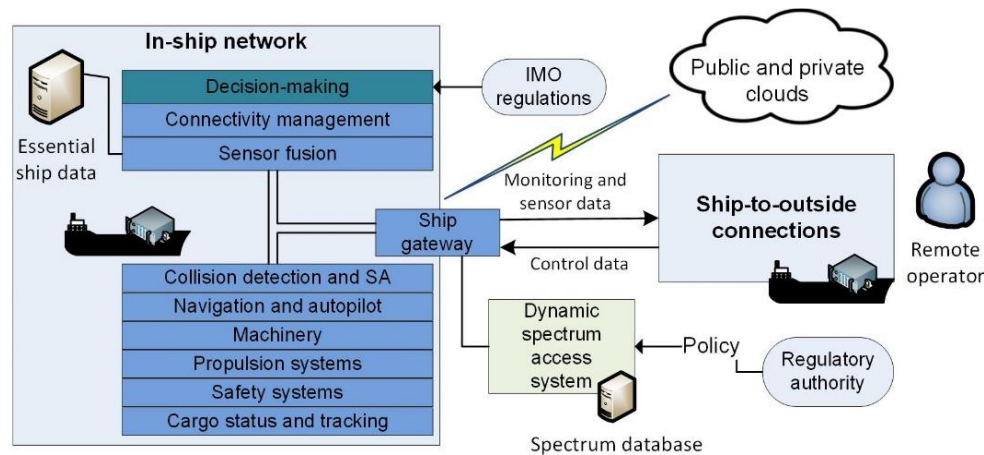 In-ship network
Decision-making
Connectivity management
Sensor fusion
Essential
ship data
IMO
regulations
Public and private
clouds
Monitoring and
sensor data
Ship
gateway
Control data
Ship-to-outside
connections
Remote
operator
Collision detection and SA
Navigation and autopilot
Machinery
Propulsion systems
Safety systems
Cargo status and tracking
Dynamic
spectrum
access
system
Policy
Regulatory
authority
Spectrum database